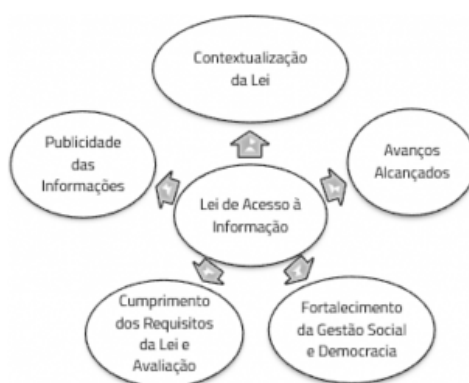 Contextualização
da Lei
Publicidade
das
Informações
Avanços
Alcançados
Lei de Acesso à
Informação
Cumprimento
dos Requisitos
da Lei e
Avaliação
Fortalecimento
da Gestão Social
e Democracia